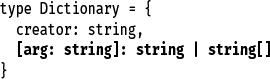 type Dictionary = {
  creator: string,
  [arg: string]: string | string[]
}